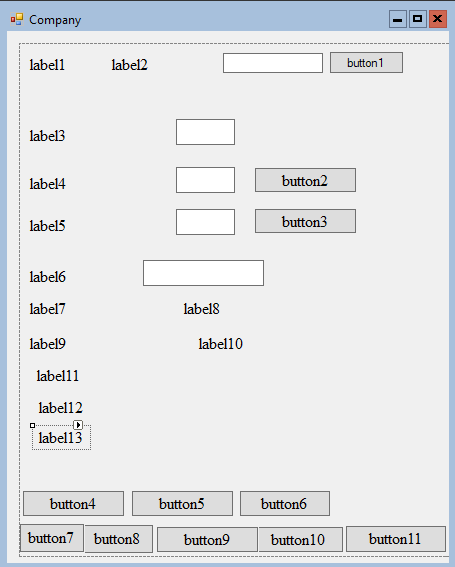 Company
label1 label2 button1
label3
label4 button2
label5 button3
label6
label7 label8
label9 label10
label11
label12
label13
button4 button5 button6
button7 button8 button9 button10 button11